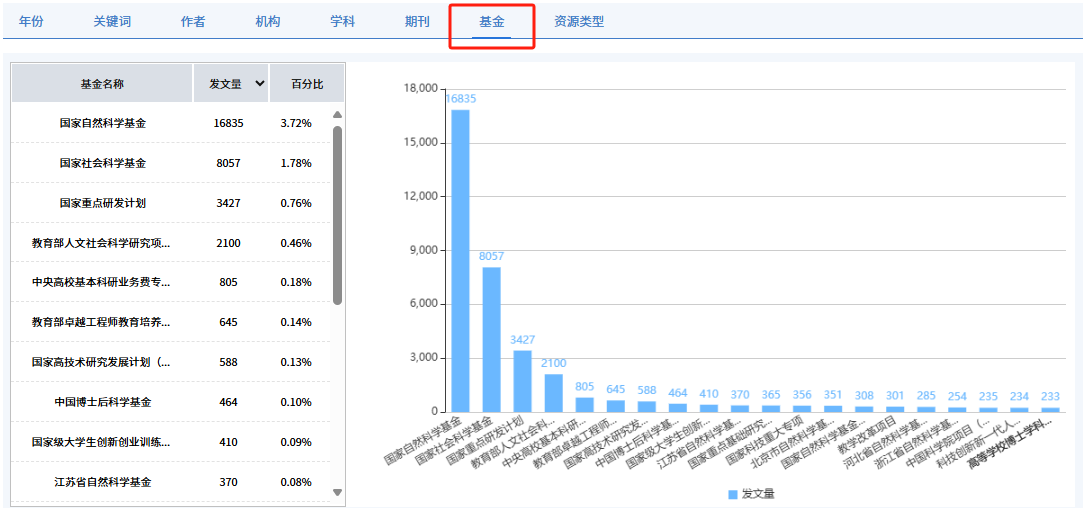 年份 关键词 作者 机构 学科 期刊 基金 资源类型
基金名称 发文量 百分比
国家自然科学基金 16835 3.72%
国家社会科学基金 8057 1.78%
国家重点研发计划 3427 0.76%
教育部人文社会科学研究项... 2100 0.46%
中央高校基本科研业务费专... 805 0.18%
教育部卓越工程师教育培养... 645 0.14%
国家高技术研究发展计划（... 588 0.13%
中国博士后科学基金 464 0.10%
国家级大学生创新创业训练... 410 0.09%
江苏省自然科学基金 370 0.08%
18,000
15,000
12,000
9,000
6,000
3,000
0
16835
8057
3427
2100
805
645
588
464
410
370
365
356
351
308
301
285
254
235
234
233
国家自然科学基金
国家社会科学基金
国家重点研发计划
教育部人文社会科...
中央高校基本科研...
教育部卓越工程师...
国家高技术研究发...
中国博士后科学基...
国家级大学生创新...
江苏省自然科学基...
国家重点基础研究...
国家科技重大专项
北京市自然科学基...
国家自然科学基金...
教学改革项目
河北省自然科学基...
浙江省自然科学基...
中国科学院项目（...
科技创新新一代人...
高等学校博士学科...
发文量